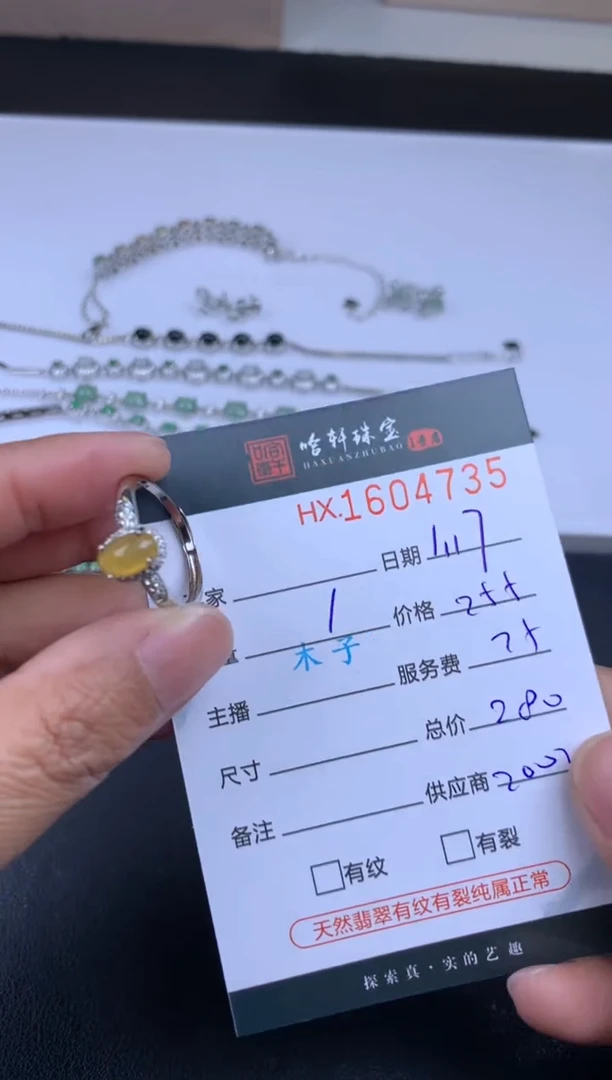 哈轩珠宝
HAXUANZHUBAO
HX.1604735
家 日期 1.17
1 价格 255
木子
主播 服务费 25
尺寸 总价 280
备注 供应商 2007
有纹 有裂
天然翡翠有纹有裂纯属正常
探索真·实的艺趣